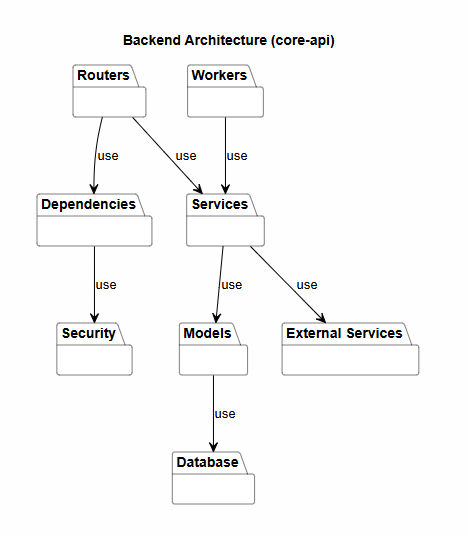 Backend Architecture (core-api)
Routers
Workers
use
use
use
Dependencies
Services
use
use
use
Security
Models
External Services
use
Database